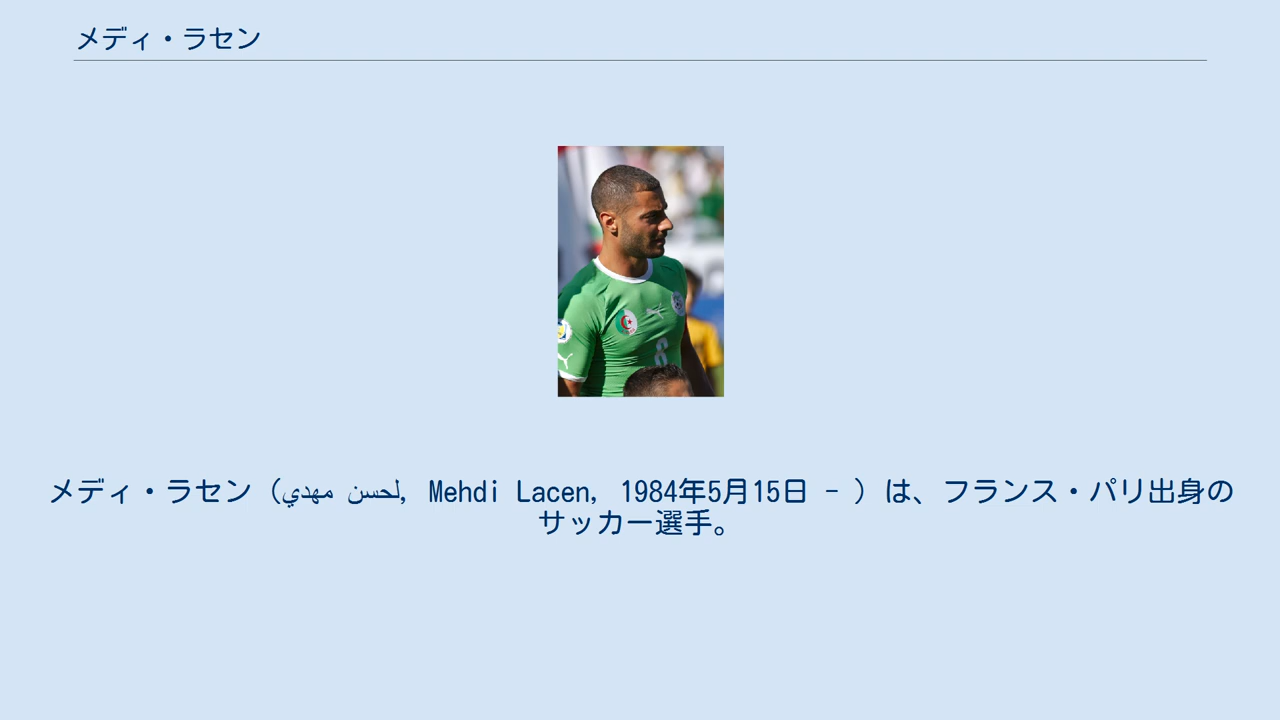 メディ・ラセン
メディ・ラセン（لحسن مهدي, Mehdi Lacen, 1984年5月15日 - ）は、フランス・パリ出身の
サッカー選手。